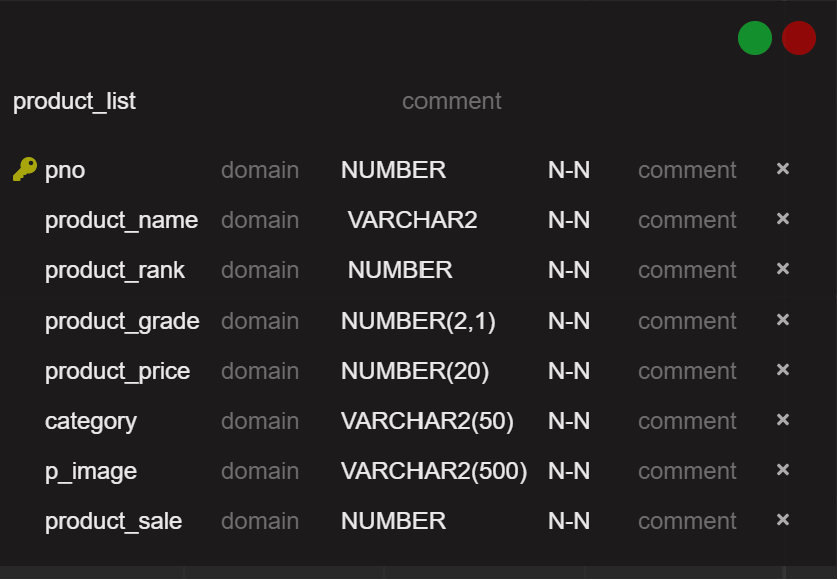 product_list comment
pno domain NUMBER N-N comment ×
product_name domain VARCHAR2 N-N comment ×
product_rank domain NUMBER N-N comment ×
product_grade domain NUMBER(2,1) N-N comment ×
product_price domain NUMBER(20) N-N comment ×
category domain VARCHAR2(50) N-N comment ×
p_image domain VARCHAR2(500) N-N comment ×
product_sale domain NUMBER N-N comment ×